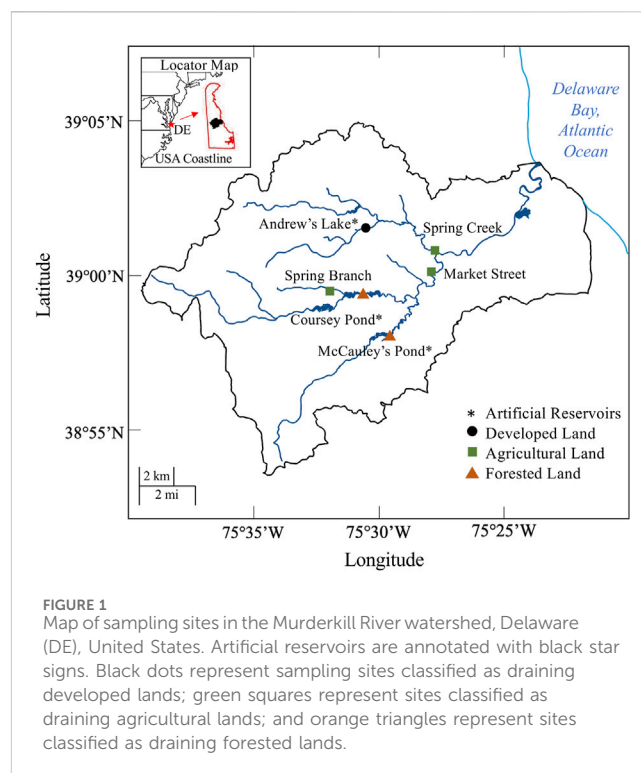 Locator Map
DE
USA Coastline
Delaware
Bay,
Atlantic
Ocean
39°05’N
39°00’N
38°55’N
Latitude
Andrew’s Lake*
Spring Creek
Spring Branch
Market Street
Coursey Pond*
McCauley’s Pond*
* Artificial Reservoirs
Developed Land
Agricultural Land
Forested Land
2 km
2 mi
75°35’W 75°30’W 75°25’W
Longitude
FIGURE 1
Map of sampling sites in the Murderkill River watershed, Delaware
(DE), United States. Artificial reservoirs are annotated with black star
signs. Black dots represent sampling sites classified as draining
developed lands; green squares represent sites classified as
draining agricultural lands; and orange triangles represent sites
classified as draining forested lands.